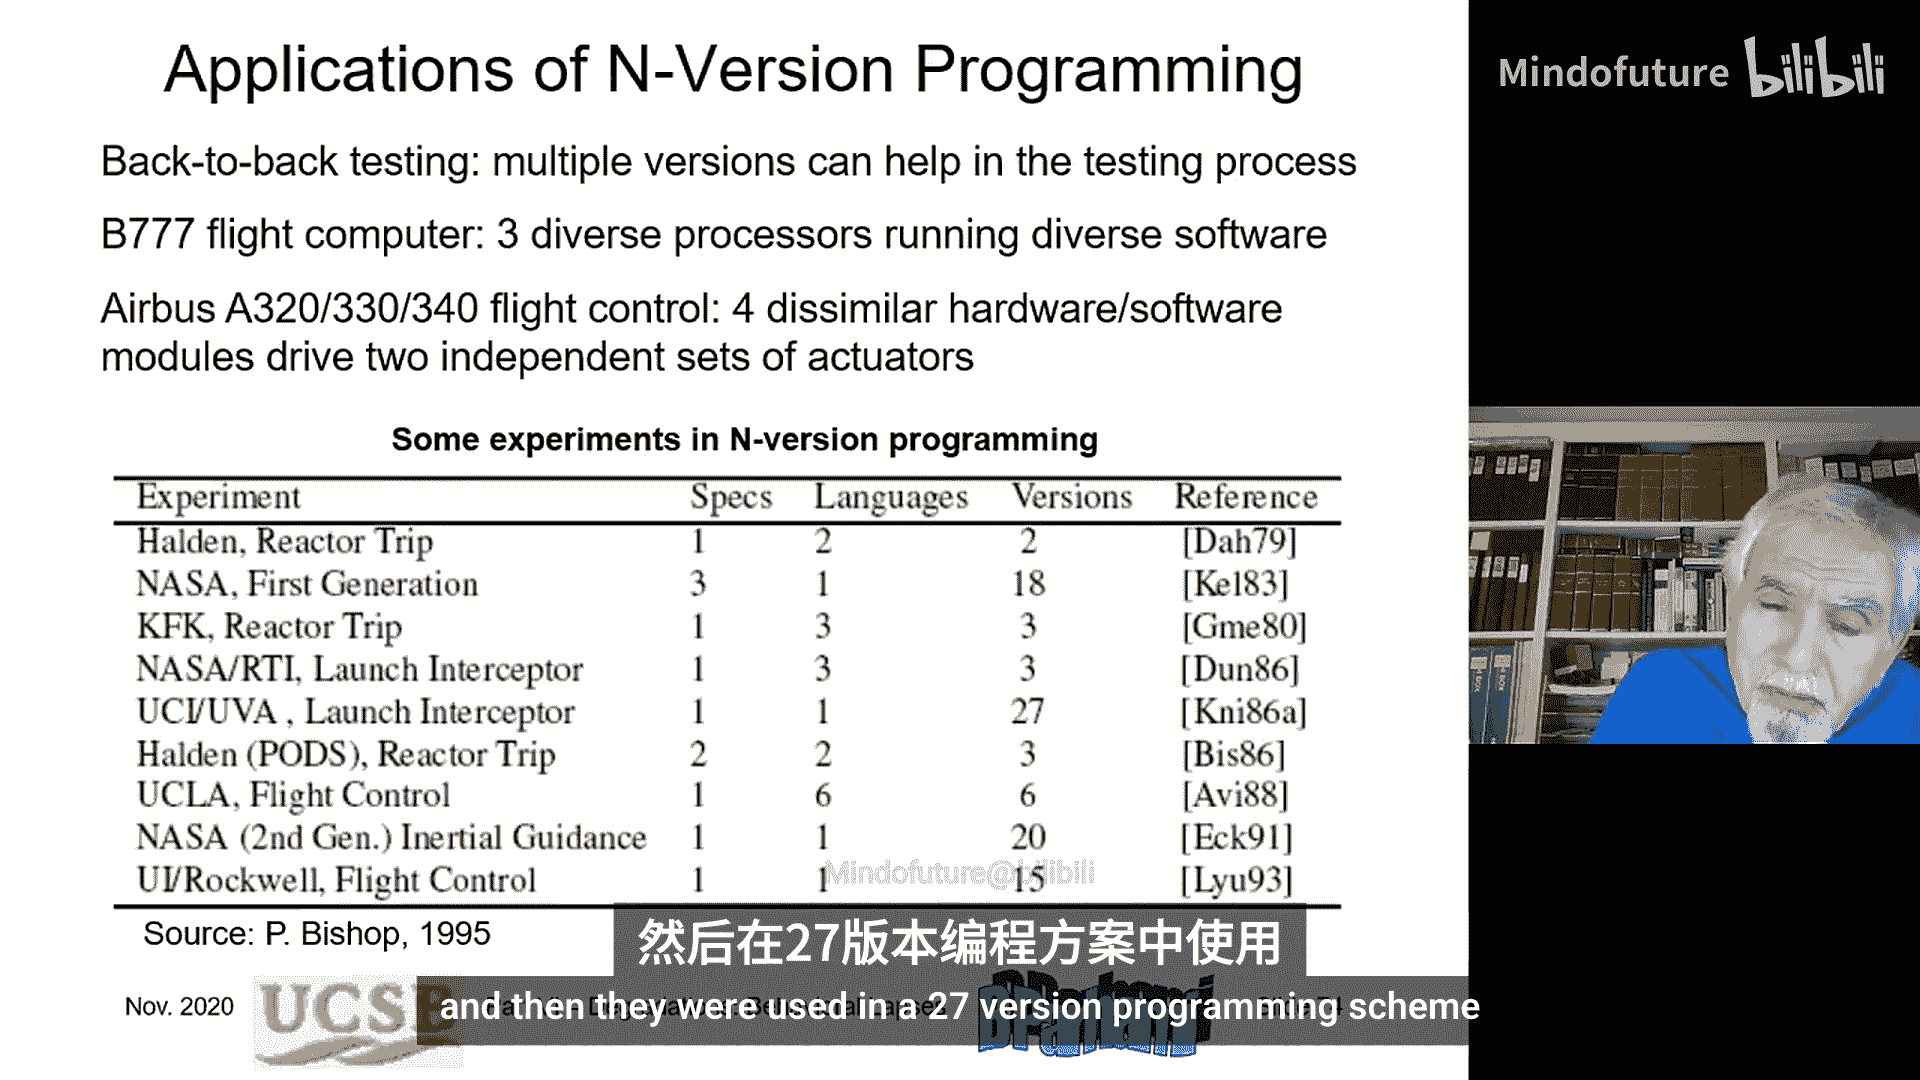 Applications of N-Version Programming
Mindofuture bilibili
Back-to-back testing: multiple versions can help in the testing process
B777 flight computer: 3 diverse processors running diverse software
Airbus A320/330/340 flight control: 4 dissimilar hardware/software
modules drive two independent sets of actuators
Some experiments in N-version programming
Experiment Specs Languages Versions Reference
Halden, Reactor Trip 1 2 2 [Dah79]
NASA, First Generation 3 1 18 [Kel83]
KFK, Reactor Trip 1 3 3 [Gme80]
NASA/RTI, Launch Interceptor 1 3 3 [Dun86]
UCI/UVA , Launch Interceptor 1 1 27 [Kni86a]
Halden (PODS), Reactor Trip 2 2 3 [Bis86]
UCLA, Flight Control 1 6 6 [Avi88]
NASA (2nd Gen.) Inertial Guidance 1 1 20 [Eck91]
UI/Rockwell, Flight Control 1 1 15 [Lyu93]
Mindofuture@bilibili
Source: P. Bishop, 1995
然后在27版本编程方案中使用
Nov. 2020
UCSB
and then they were used in a 27 version programming scheme